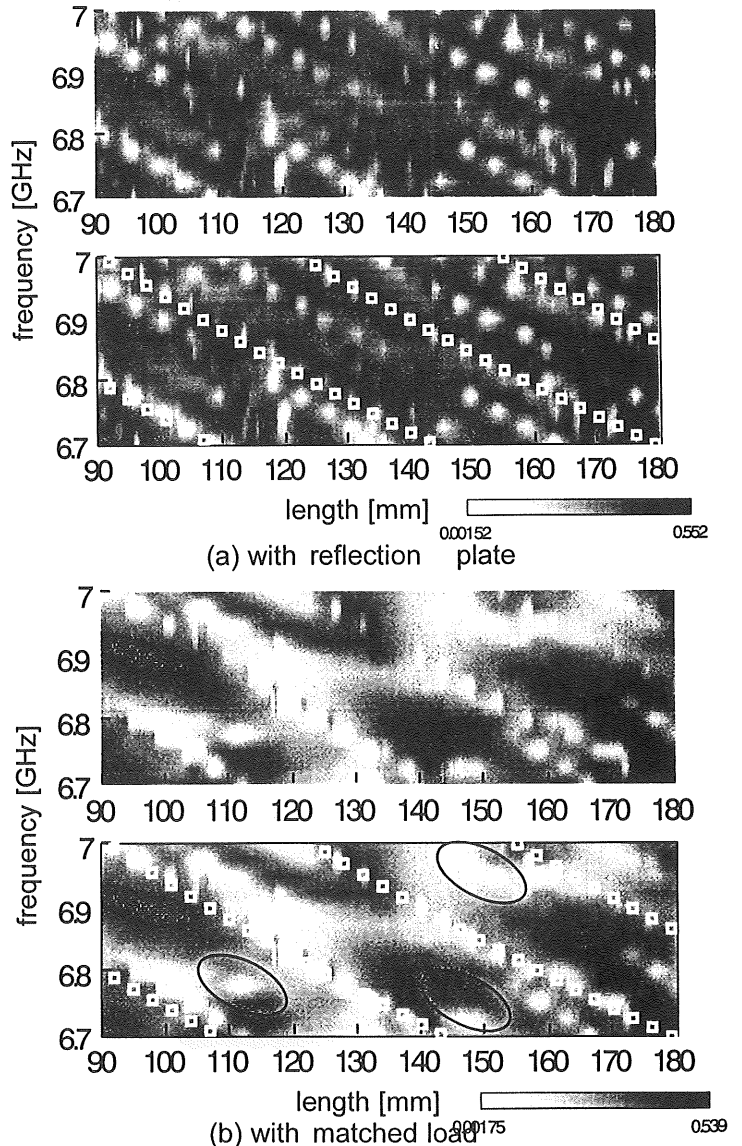 frequency [GHz]
7
6.9
6.8
6.7
90 100 110 120 130 140 150 160 170 180
7
6.9
6.8
6.7
90 100 110 120 130 140 150 160 170 180
length [mm]
0.00152 0.552
(a) with reflection plate
frequency [GHz]
7
6.9
6.8
6.7
90 100 110 120 130 140 150 160 170 180
7
6.9
6.8
6.7
90 100 110 120 130 140 150 160 170 180
length [mm]
0.00175 0.539
(b) with matched load